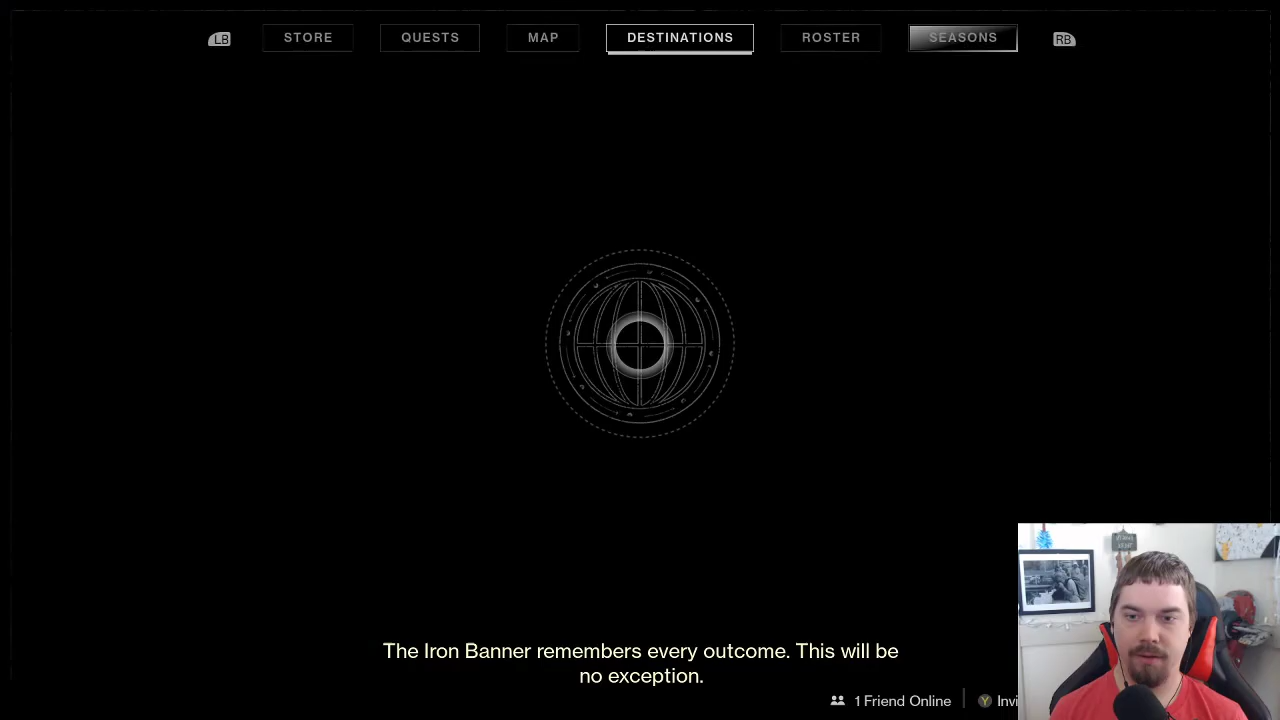 LB STORE QUESTS MAP DESTINATIONS ROSTER SEASONS RB
The Iron Banner remembers every outcome. This will be
no exception.
1 Friend Online Y Invi